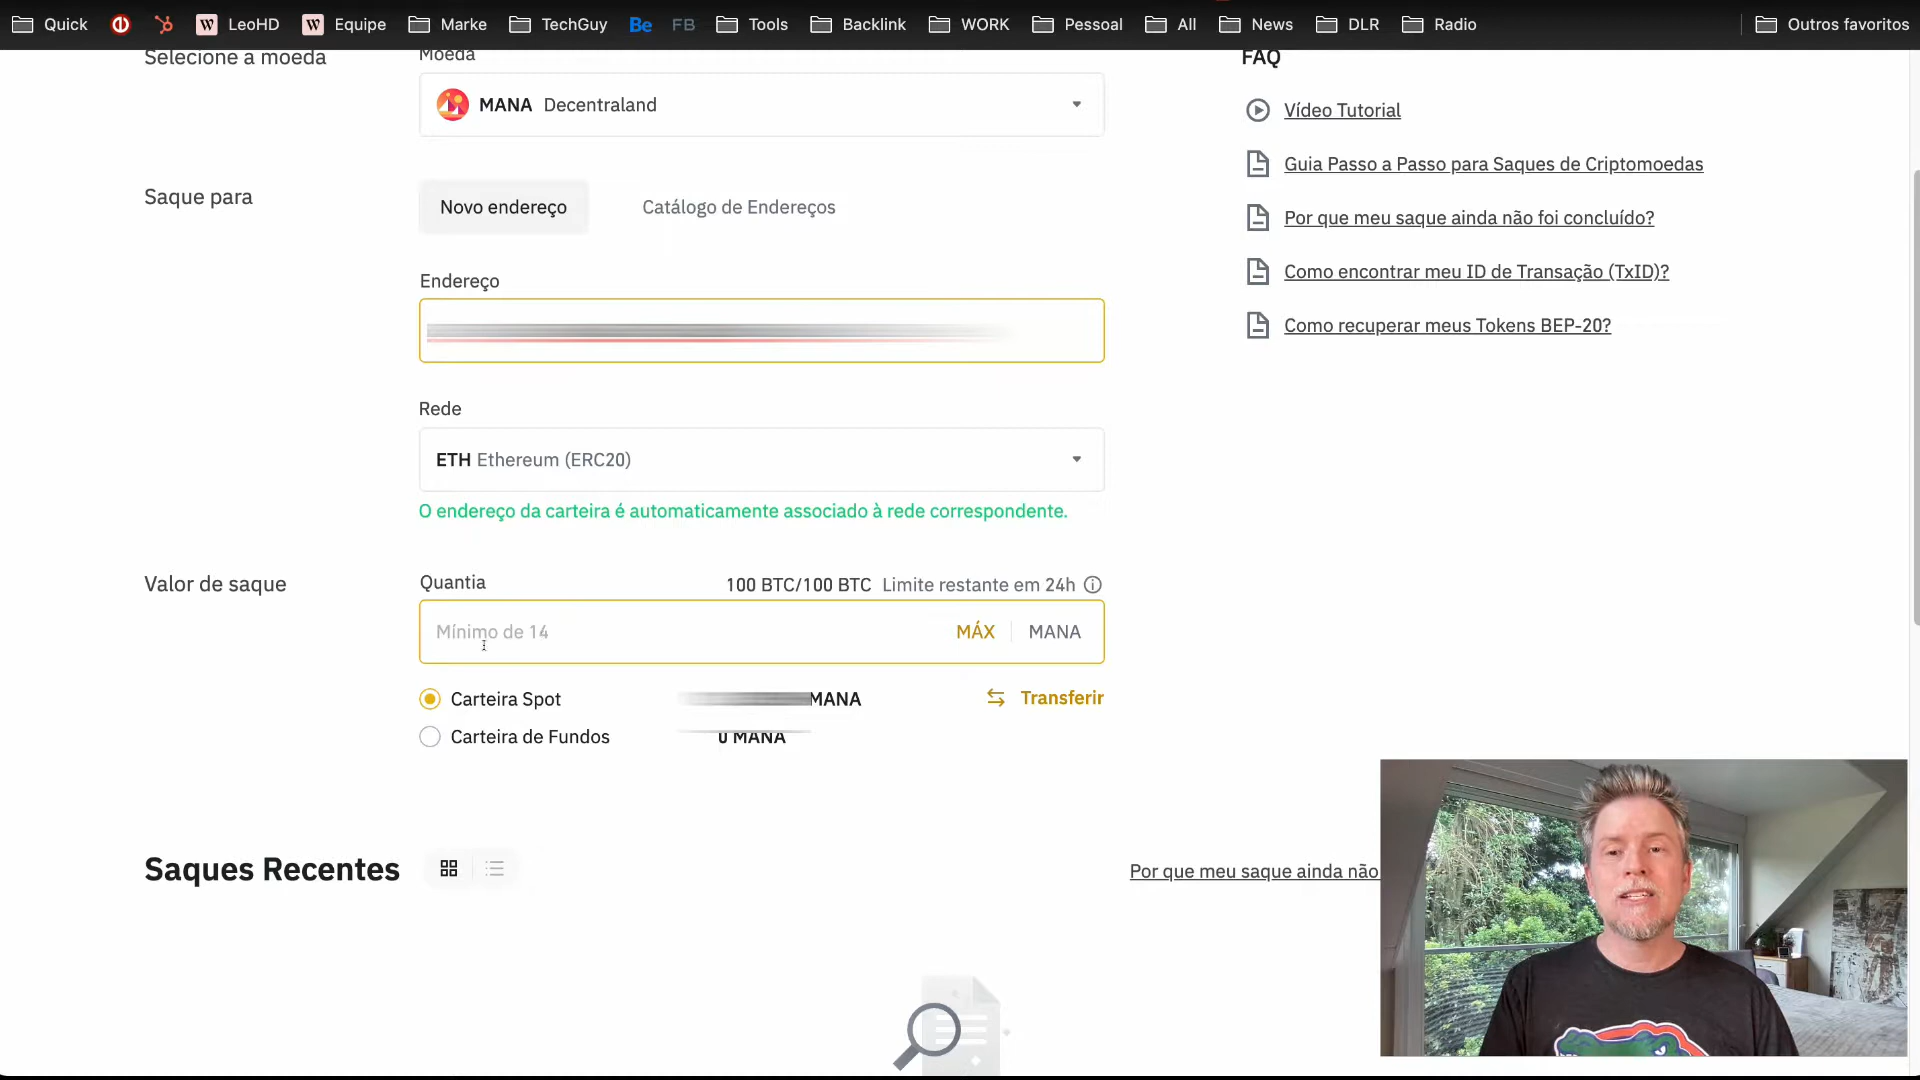 Quick LeoHD Equipe Marke TechGuy Be FB Tools Backlink WORK Pessoal All News DLR Radio Outros favoritos
Selecione a moeda
Moeda
MANA Decentraland
Saque para
Novo endereço Catálogo de Endereços
Endereço
Rede
ETH Ethereum (ERC20)
O endereço da carteira é automaticamente associado à rede correspondente.
Valor de saque
Quantia 100 BTC/100 BTC Limite restante em 24h
Mínimo de 14 MÁX MANA
Carteira Spot MANA Transferir
Carteira de Fundos 0 MANA
FAQ
Vídeo Tutorial
Guia Passo a Passo para Saques de Criptomoedas
Por que meu saque ainda não foi concluído?
Como encontrar meu ID de Transação (TxID)?
Como recuperar meus Tokens BEP-20?
Saques Recentes
Por que meu saque ainda não